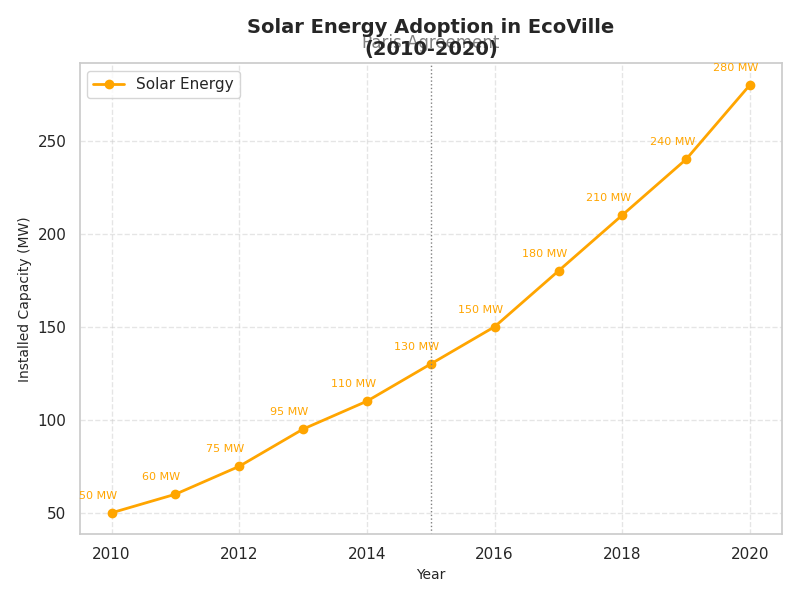 Solar Energy Adoption in EcoVille
Paris Agreement
(2010-2020)
Solar Energy
280 MW
240 MW
210 MW
180 MW
150 MW
130 MW
110 MW
95 MW
75 MW
60 MW
50 MW
Installed Capacity (MW)
250
200
150
100
50
2010 2012 2014 2016 2018 2020
Year